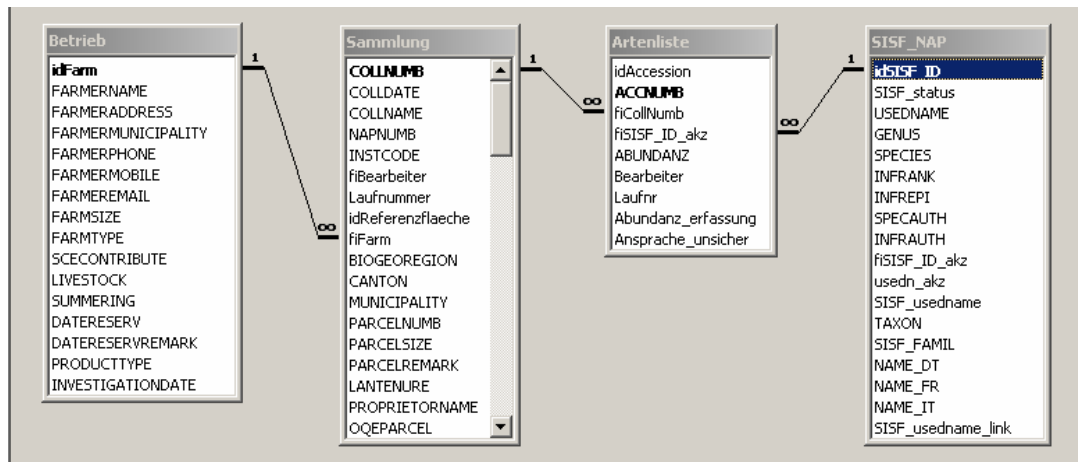 Betrieb
idFarm
FARMERNAME
FARMERADDRESS
FARMERMUNICIPALITY
FARMERPHONE
FARMERMOBILE
FARMEREMAIL
FARMSIZE
FARMTYPE
SCECONTRIBUTE
LIVESTOCK
SUMMERING
DATERESERV
DATERESERVREMARK
PRODUCTTYPE
INVESTIGATIONDATE
1
∞
Sammlung
COLLNUMB
COLLDATE
COLLNAME
NAPNUMB
INSTCODE
fiBearbeiter
Laufnummer
idReferenzflaeche
fiFarm
BIOGEOREGION
CANTON
MUNICIPALITY
PARCELNUMB
PARCELSIZE
PARCELREMARK
LANTENURE
PROPRIETORNAME
OQEPARCEL
1
∞
Artenliste
idAccession
ACCNUMB
fiCollNumb
fiSISF_ID_akz
ABUNDANZ
Bearbeiter
Laufnr
Abundanz_erfassung
Ansprache_unsicher
∞
1
SISF_NAP
idSISF_ID
SISF_status
USEDNAME
GENUS
SPECIES
INFRANK
INFREPI
SPECAUTH
INFRAUTH
fiSISF_ID_akz
usedn_akz
SISF_usedname
TAXON
SISF_FAMIL
NAME_DT
NAME_FR
NAME_IT
SISF_usedname_link